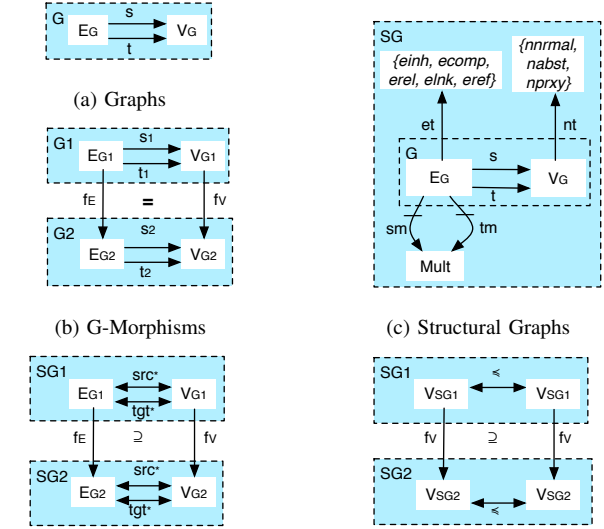 G
s
EG
VG
t
(a) Graphs
G1
s1
EG1
VG1
t1
fE
=
fV
G2
s2
EG2
VG2
t2
(b) G-Morphisms
SG
{einh, ecomp,
erel, elnk, eref}
{nnrmal,
nabst,
nprxy}
et
nt
G
s
EG
VG
t
sm
tm
Mult
(c) Structural Graphs
SG1
src*
EG1
VG1
tgt*
fE
⊇
fV
SG2
src*
EG2
VG2
tgt*
SG1
≼
VSG1
VSG1
fV
⊇
fV
SG2
VSG2
VSG2
≼